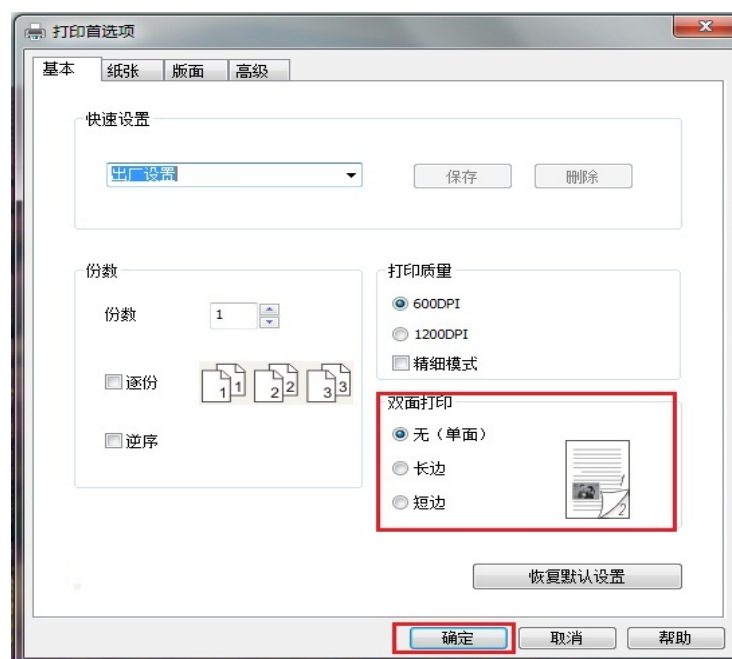 打印首选项
基本 纸张 版面 高级
快速设置
出厂设置 保存 删除
份数
份数 1
逐份 1 1 2 2 3 3
逆序
打印质量
600DPI
1200DPI
精细模式
双面打印
无（单面）
长边
短边
1
2
恢复默认设置
确定 取消 帮助